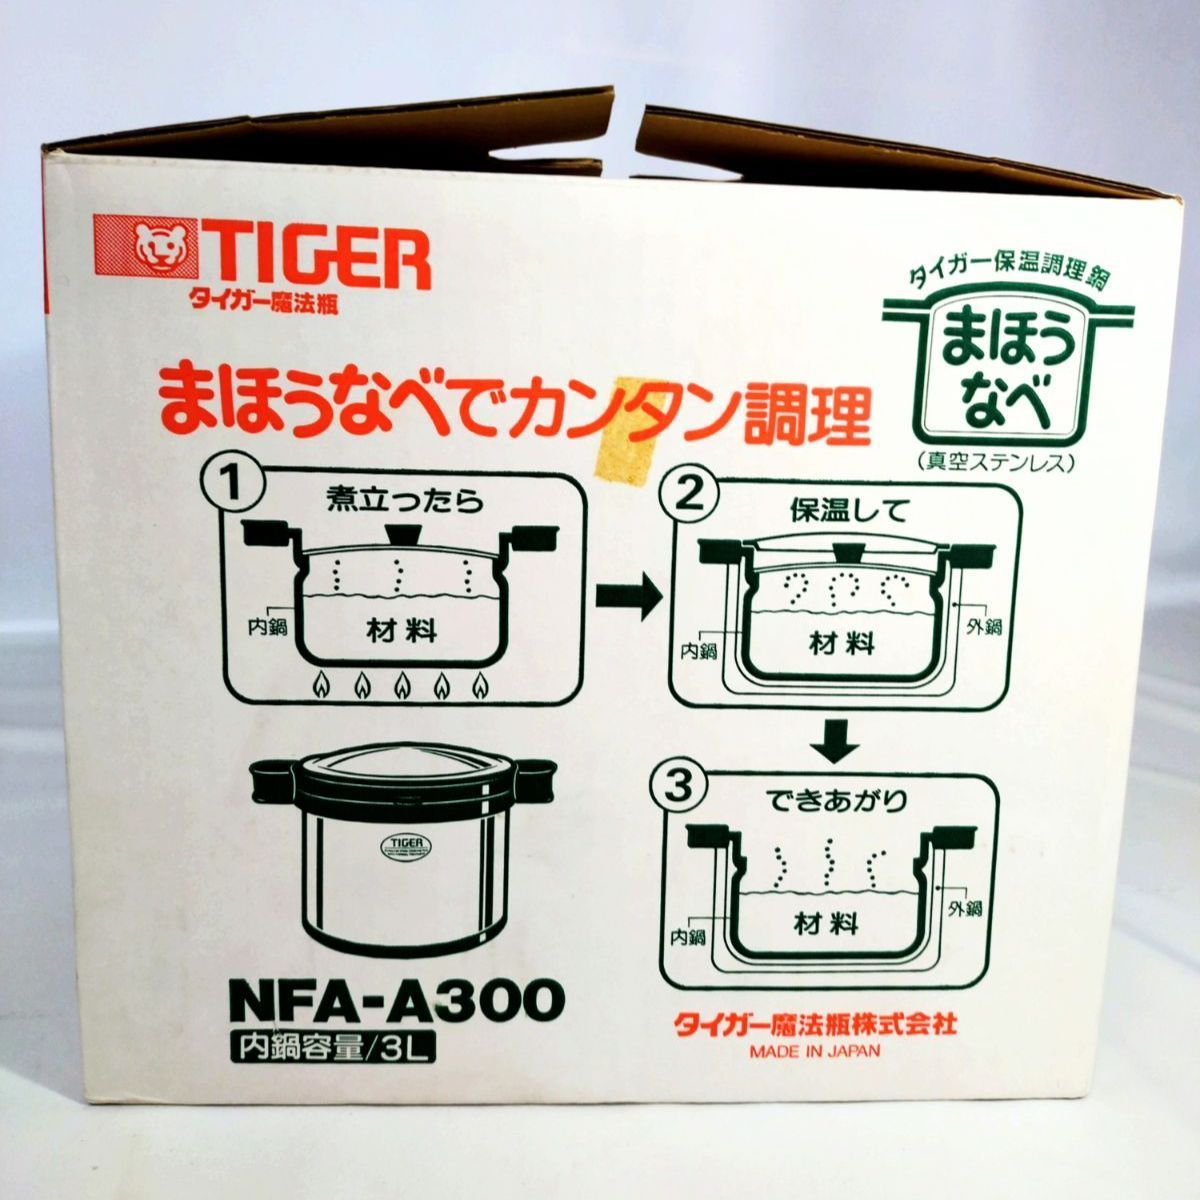 TIGER
タイガー魔法瓶
タイガー保温調理鍋
まほう
なべ
(真空ステンレス)
まほうなべでカンタン調理
1
煮立ったら
内鍋
材料
2
保温して
内鍋
材料
外鍋
3
できあがり
内鍋
材料
外鍋
TIGER
NFA-A300
内鍋容量/3L
タイガー魔法瓶株式会社
MADE IN JAPAN